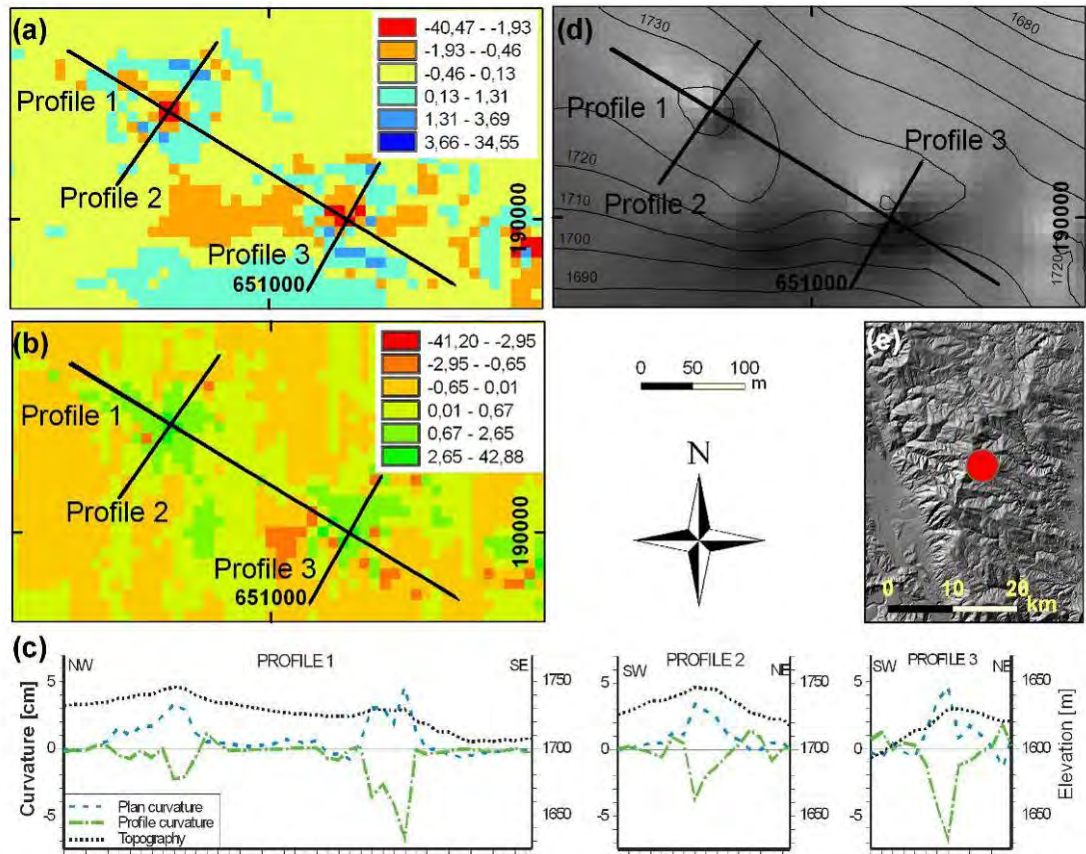 (a)
-40,47 - -1,93
-1,93 - -0,46
-0,46 - 0,13
0,13 - 1,31
1,31 - 3,69
3,66 - 34,55
Profile 1
Profile 2
Profile 3
651000
190000
(d)
1730
1680
Profile 1
Profile 3
1720
Profile 2
1710
1700
1690
651000
190000
1720
(b)
-41,20 - -2,95
-2,95 - -0,65
-0,65 - 0,01
0,01 - 0,67
0,67 - 2,65
2,65 - 42,88
Profile 1
Profile 2
Profile 3
651000
190000
0 50 100
m
N
(e)
0 10 20
km
(c)
NW PROFILE 1 SE
SW PROFILE 2 NE
SW PROFILE 3 NE
Curvature [cm]
5
0
-5
Plan curvature
Profile curvature
Topography
1750
1700
1650
5
0
-5
1750
1700
1650
5
0
-5
1650
1600
1650
Elevation [m]